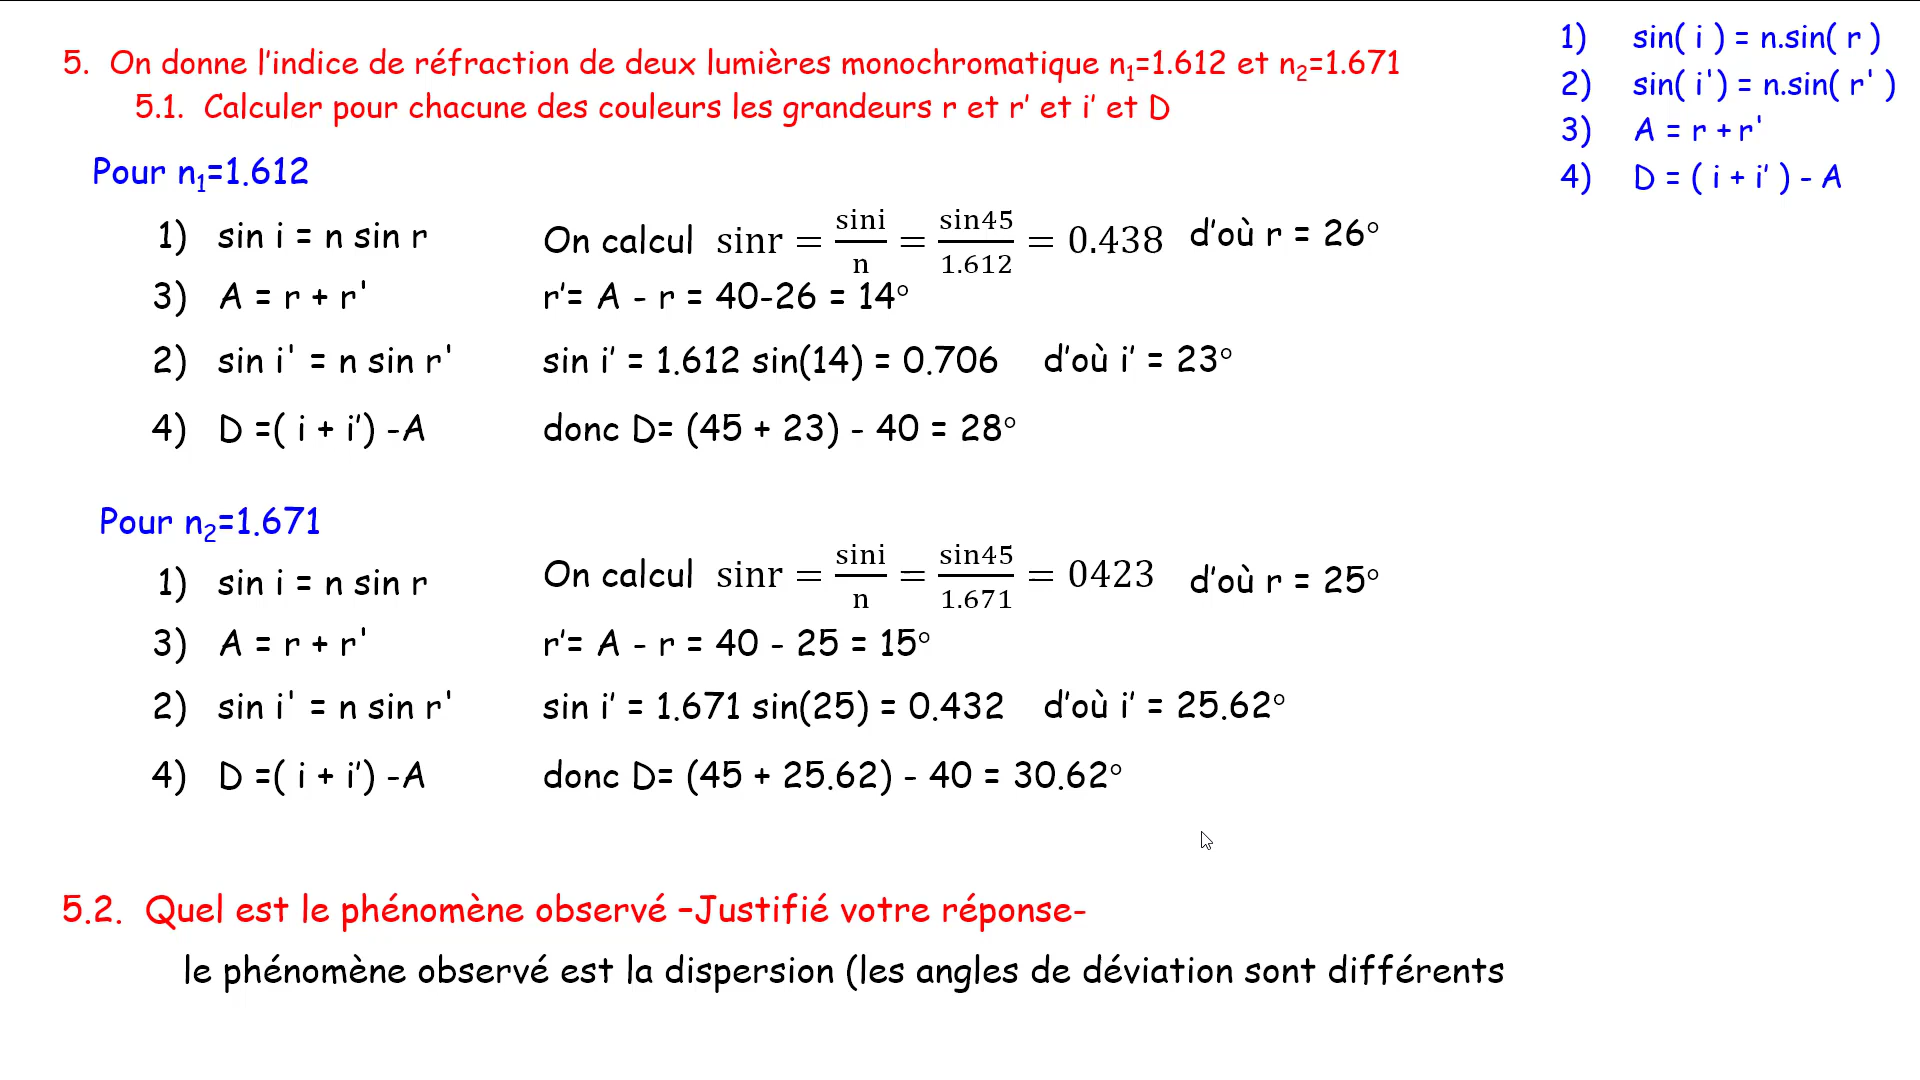 5. On donne l’indice de réfraction de deux lumières monochromatique n₁=1.612 et n₂=1.671
5.1. Calculer pour chacune des couleurs les grandeurs r et r’ et i’ et D
1) sin( i ) = n.sin( r )
2) sin( i') = n.sin( r' )
3) A = r + r'
4) D = ( i + i’ ) - A
Pour n₁=1.612
1) sin i = n sin r On calcul sinr = sini/n = sin45/1.612 = 0.438 d’où r = 26°
3) A = r + r' r’= A - r = 40-26 = 14°
2) sin i' = n sin r' sin i’ = 1.612 sin(14) = 0.706 d’où i’ = 23°
4) D =( i + i’) -A donc D= (45 + 23) - 40 = 28°
Pour n₂=1.671
1) sin i = n sin r On calcul sinr = sini/n = sin45/1.671 = 0423 d’où r = 25°
3) A = r + r' r’= A - r = 40 - 25 = 15°
2) sin i' = n sin r' sin i’ = 1.671 sin(25) = 0.432 d’où i’ = 25.62°
4) D =( i + i’) -A donc D= (45 + 25.62) - 40 = 30.62°
5.2. Quel est le phénomène observé –Justifié votre réponse-
le phénomène observé est la dispersion (les angles de déviation sont différents